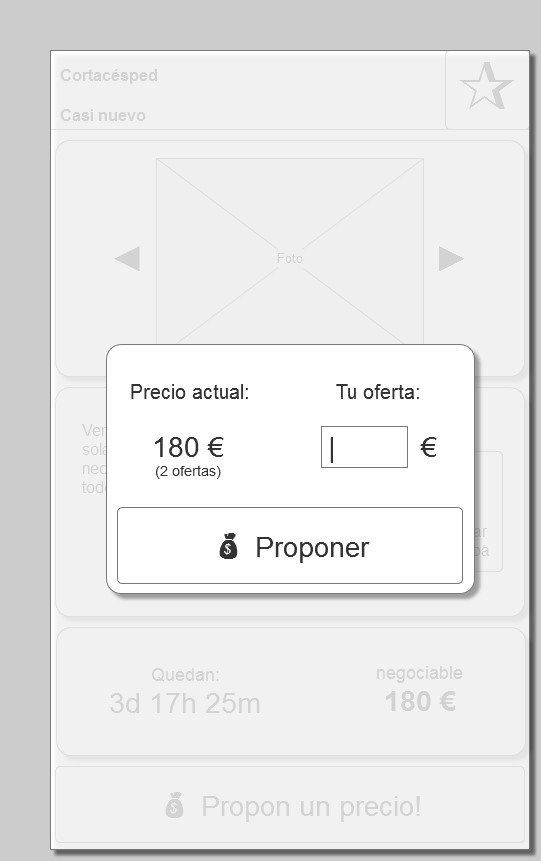 Cortacésped
Casi nuevo
Foto
Precio actual:
Tu oferta:
180 €
(2 ofertas)
€
Proponer
Quedan:
3d 17h 25m
negociable
180 €
Propon un precio!